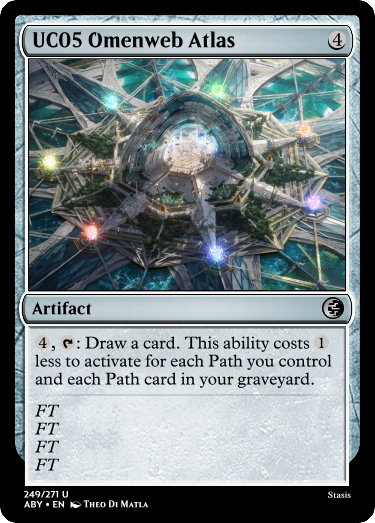 UC05 Omenweb Atlas 4
Artifact
4, T: Draw a card. This ability costs 1
less to activate for each Path you control
and each Path card in your graveyard.
FT
FT
FT
FT
249/271 U
Stasis
ABY • EN Theo Di Matla